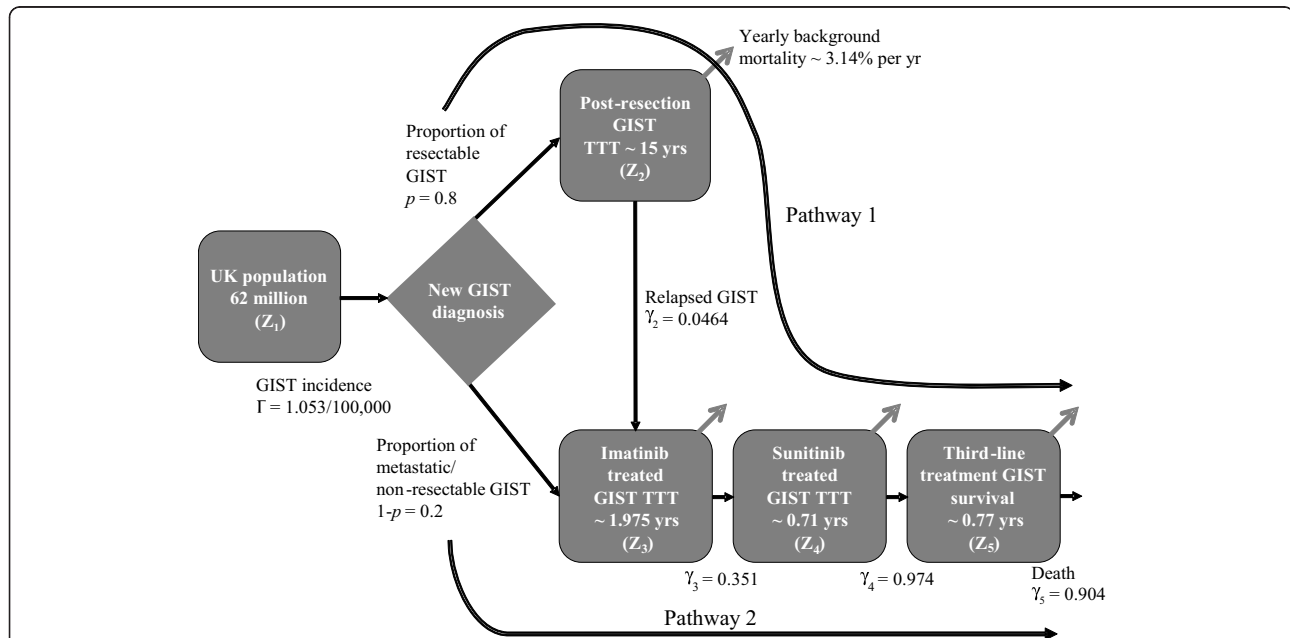 Yearly background
mortality ~ 3.14% per yr
Post-resection
GIST
TTT ~ 15 yrs
(Z₂)
Proportion of
resectable
GIST
p = 0.8
Pathway 1
UK population
62 million
(Z₁)
New GIST
diagnosis
Relapsed GIST
γ₂ = 0.0464
GIST incidence
Γ = 1.053/100,000
Proportion of
metastatic/
non-resectable GIST
1-p = 0.2
Imatinib
treated
GIST TTT
~ 1.975 yrs
(Z₃)
Sunitinib
treated
GIST TTT
~ 0.71 yrs
(Z₄)
Third-line
treatment GIST
survival
~ 0.77 yrs
(Z₅)
γ₃ = 0.351
γ₄ = 0.974
Death
γ₅ = 0.904
Pathway 2